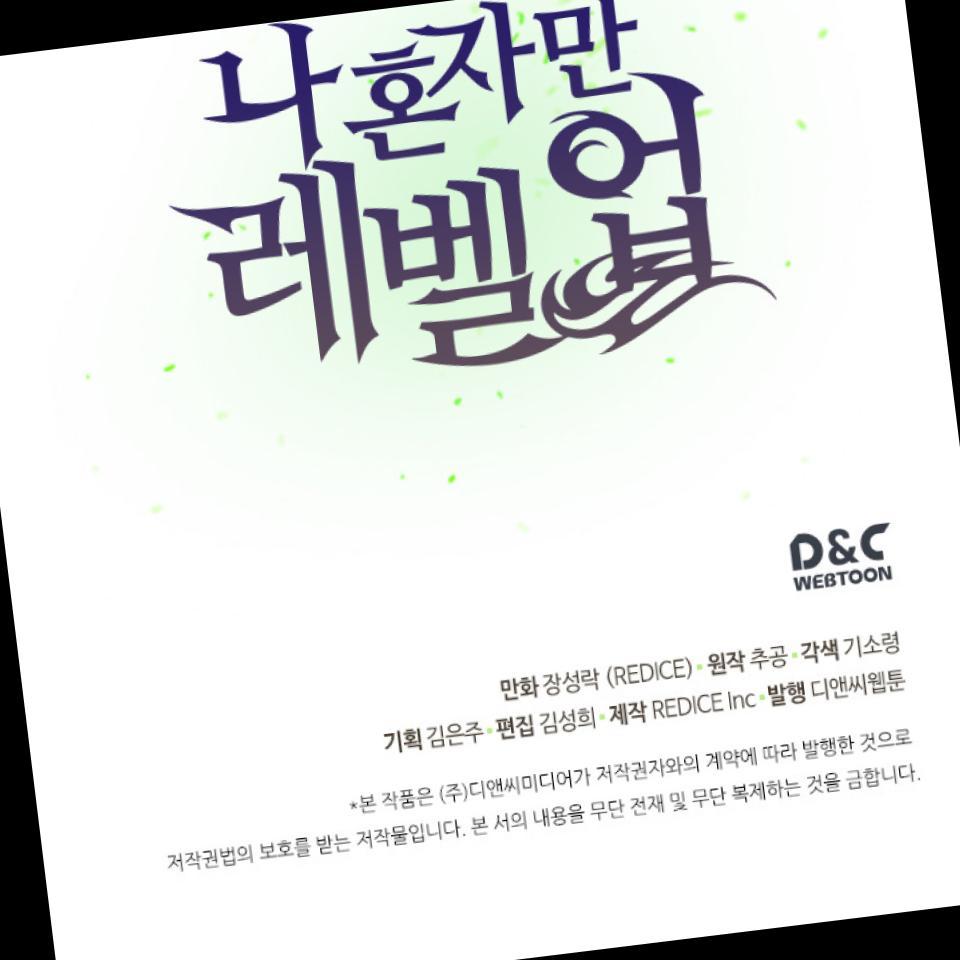 나 혼자만
레벨업
D&C
WEBTOON
만화 장성락 (REDICE)·원작 추공·각색 기소령
기획 김은주·편집 김성희·제작 REDICE Inc·발행 디앤씨웹툰
*본 작품은 (주)디앤씨미디어가 저작권자와의 계약에 따라 발행한 것으로
저작권법의 보호를 받는 저작물입니다. 본 서의 내용을 무단 전재 및 무단 복제하는 것을 금합니다.